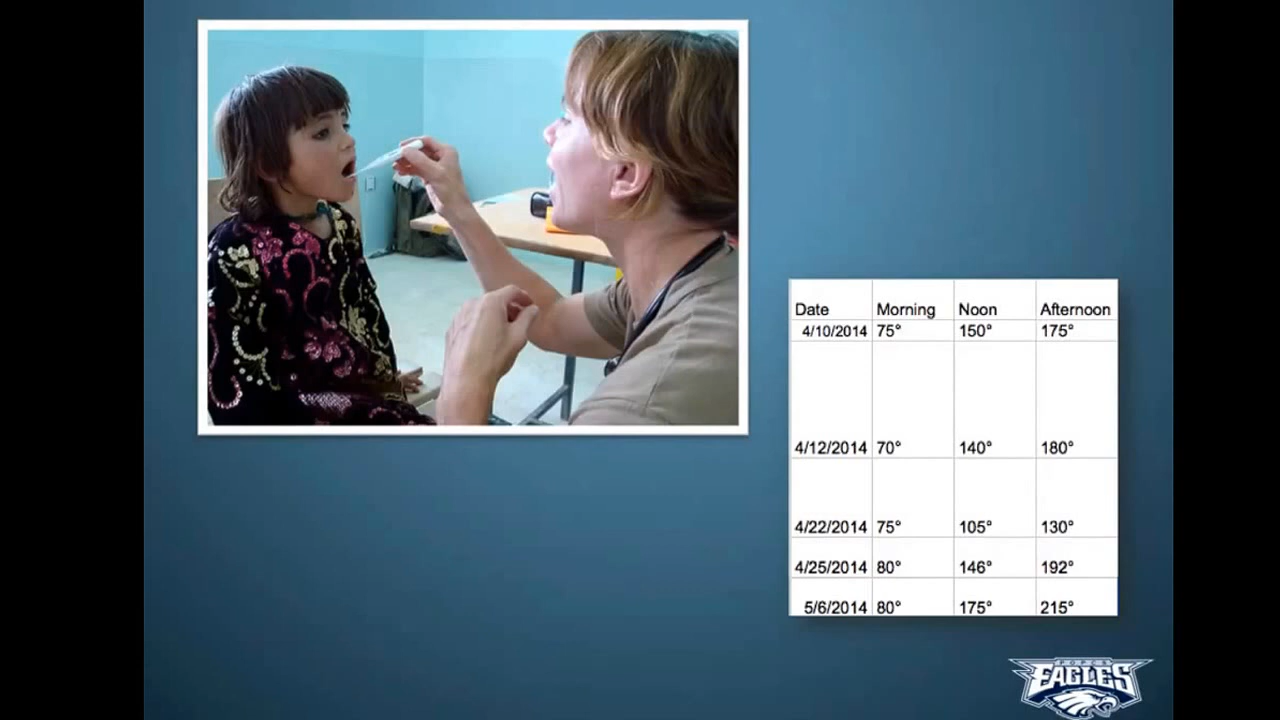 Date Morning Noon Afternoon
4/10/2014 75° 150° 175°
4/12/2014 70° 140° 180°
4/22/2014 75° 105° 130°
4/25/2014 80° 146° 192°
5/6/2014 80° 175° 215°
EAGLES